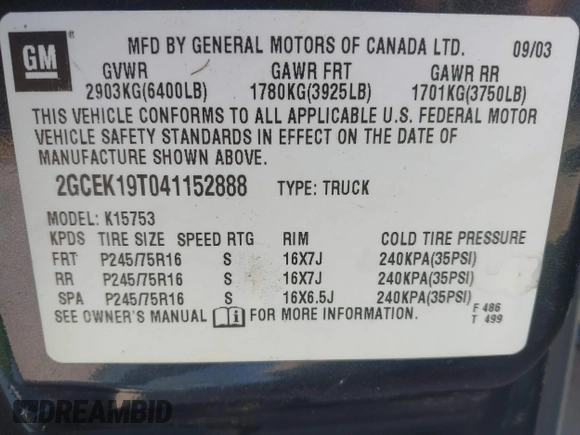 GM
MFD BY GENERAL MOTORS OF CANADA LTD. 09/03
GVWR GAWR FRT GAWR RR
2903KG(6400LB) 1780KG(3925LB) 1701KG(3750LB)
THIS VEHICLE CONFORMS TO ALL APPLICABLE U.S. FEDERAL MOTOR
VEHICLE SAFETY STANDARDS IN EFFECT ON THE DATE OF
MANUFACTURE SHOWN ABOVE.
2GCEK19T041152888 TYPE: TRUCK
MODEL: K15753
KPDS TIRE SIZE SPEED RTG RIM COLD TIRE PRESSURE
FRT P245/75R16 S 16X7J 240KPA(35PSI)
RR P245/75R16 S 16X7J 240KPA(35PSI)
SPA P245/75R16 S 16X6.5J 240KPA(35PSI)
SEE OWNER'S MANUAL i FOR MORE INFORMATION. F 486
T 499
DREAMBID